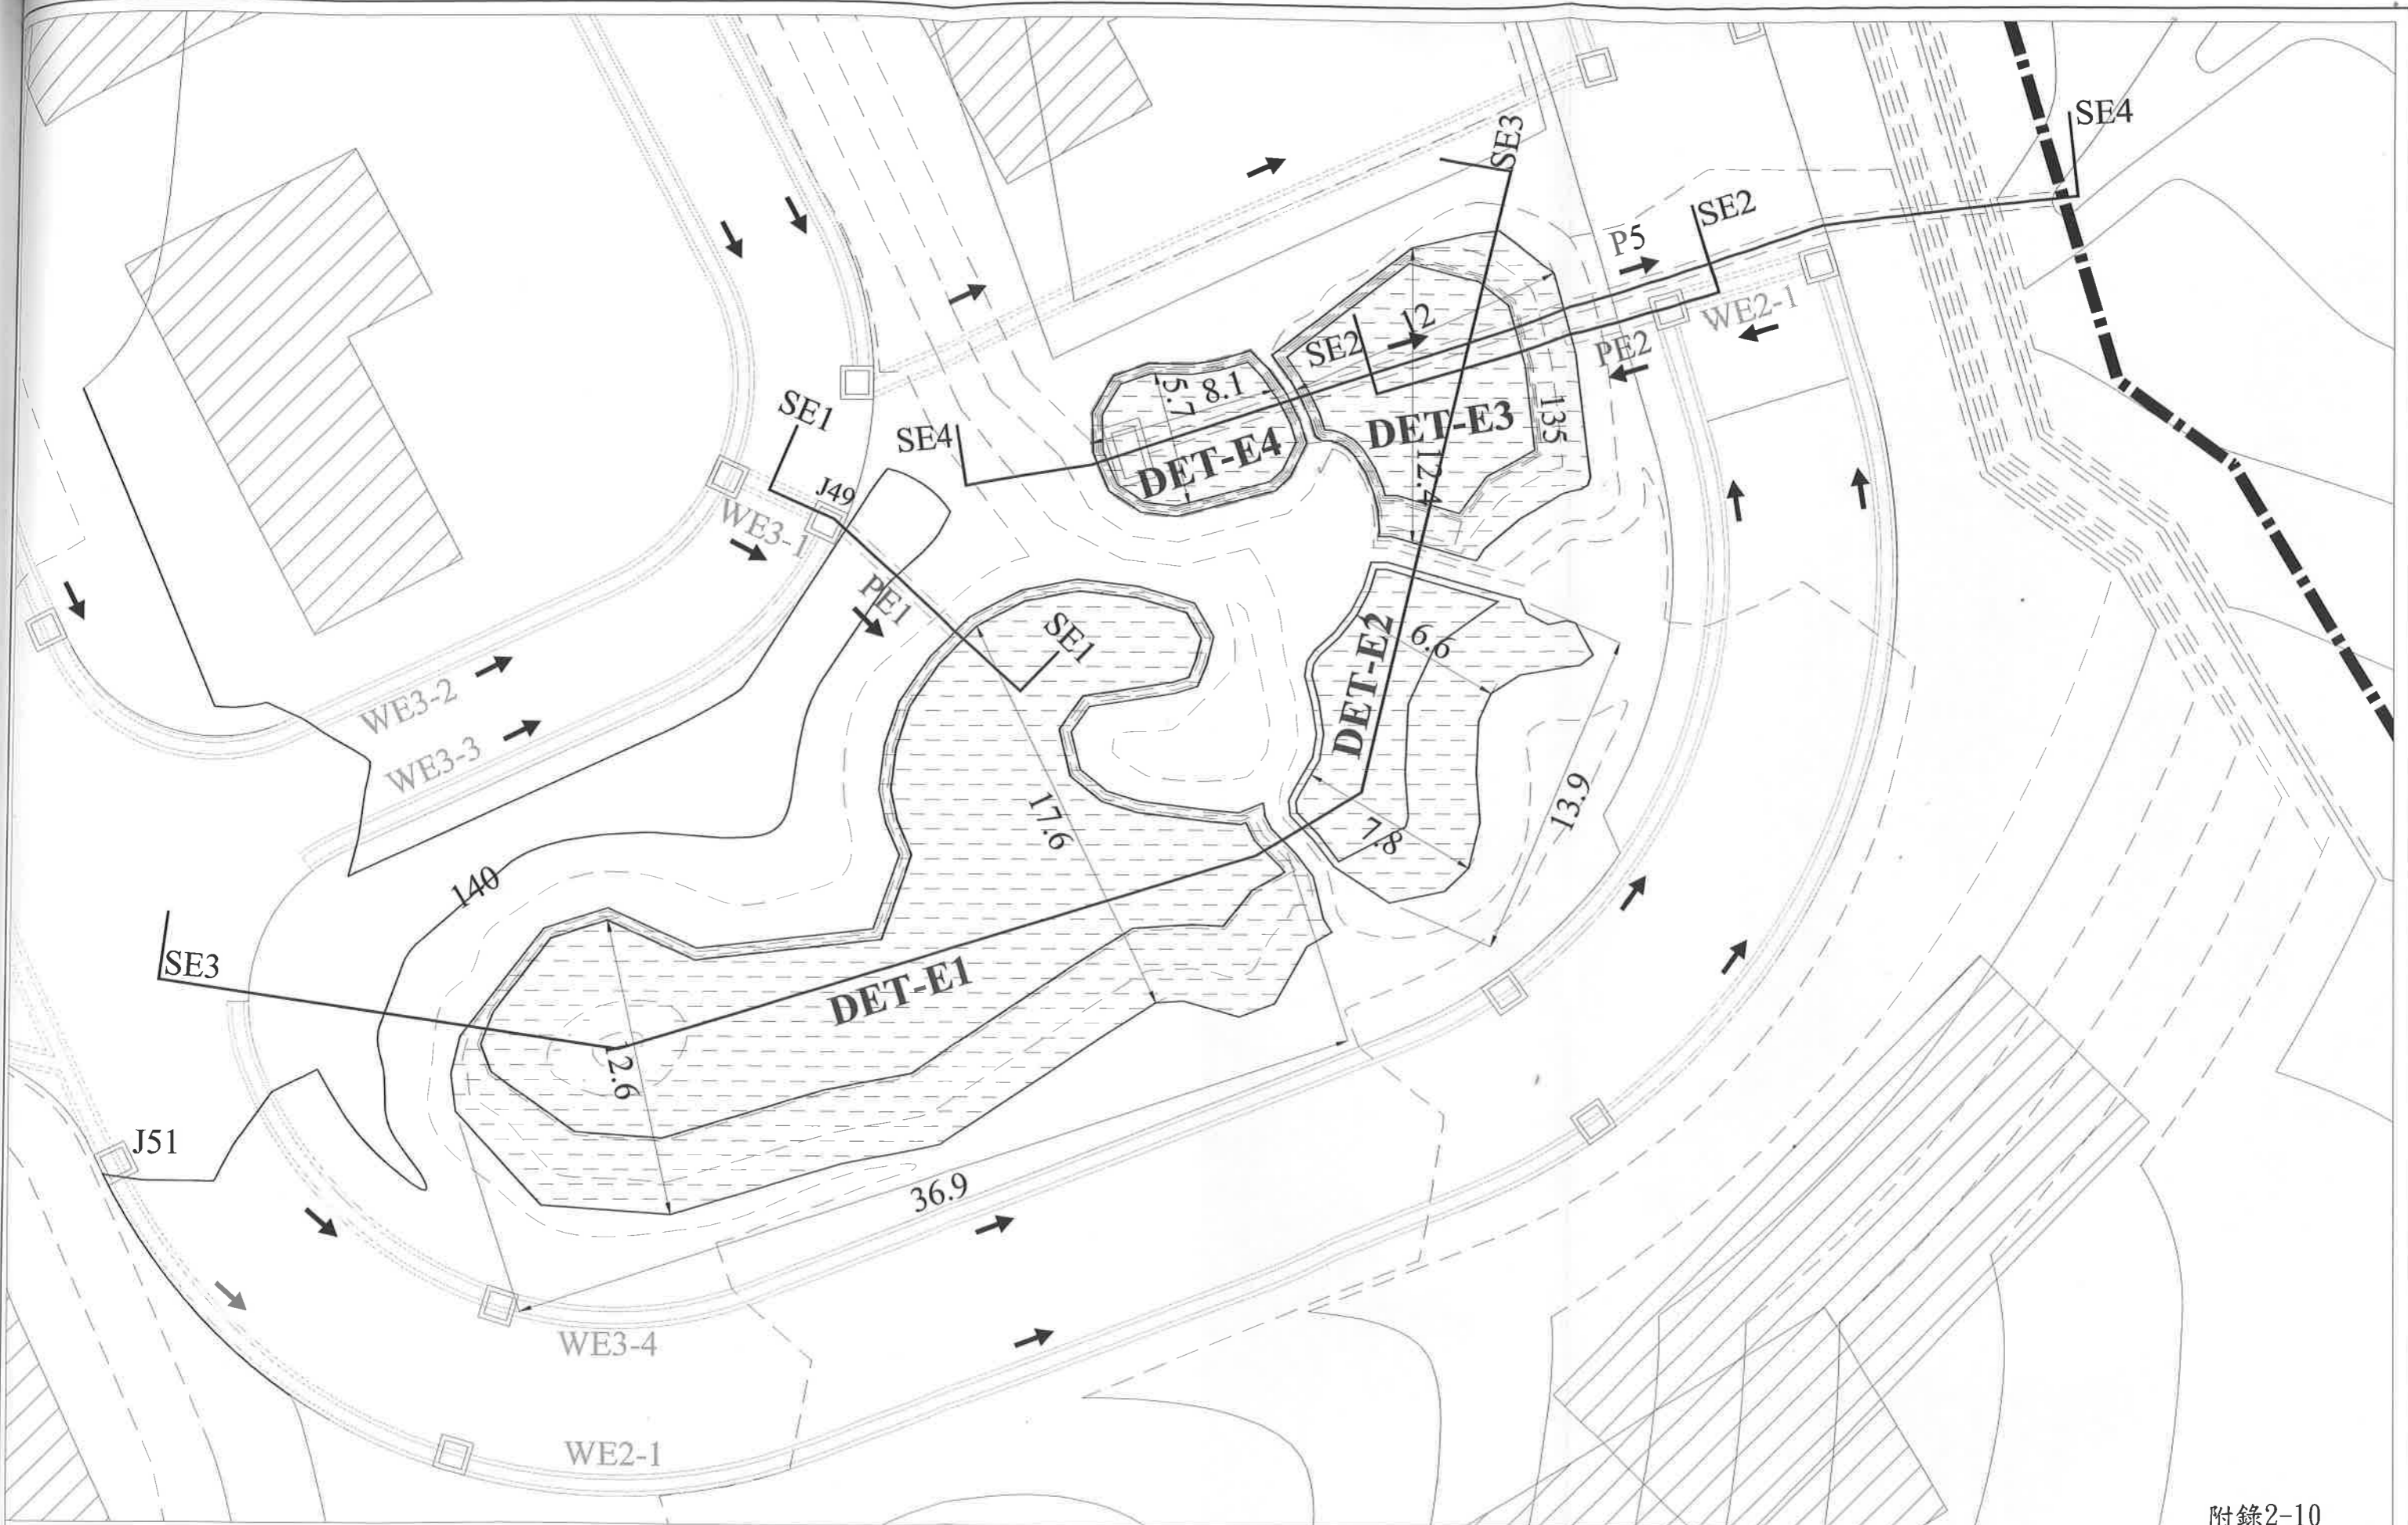 SE4
SE3
SE2
P5
WE2-1
12
SE2
PE2
5.7
8.1
135
SE1
SE4
DET-E3
DET-E4
12.4
J49
WE3-1
PE1
SE1
6.6
DET-E2
WE3-2
WE3-3
17.6
13.9
7.8
140
SE3
DET-E1
12.6
J51
36.9
WE3-4
WE2-1
附錄2-10